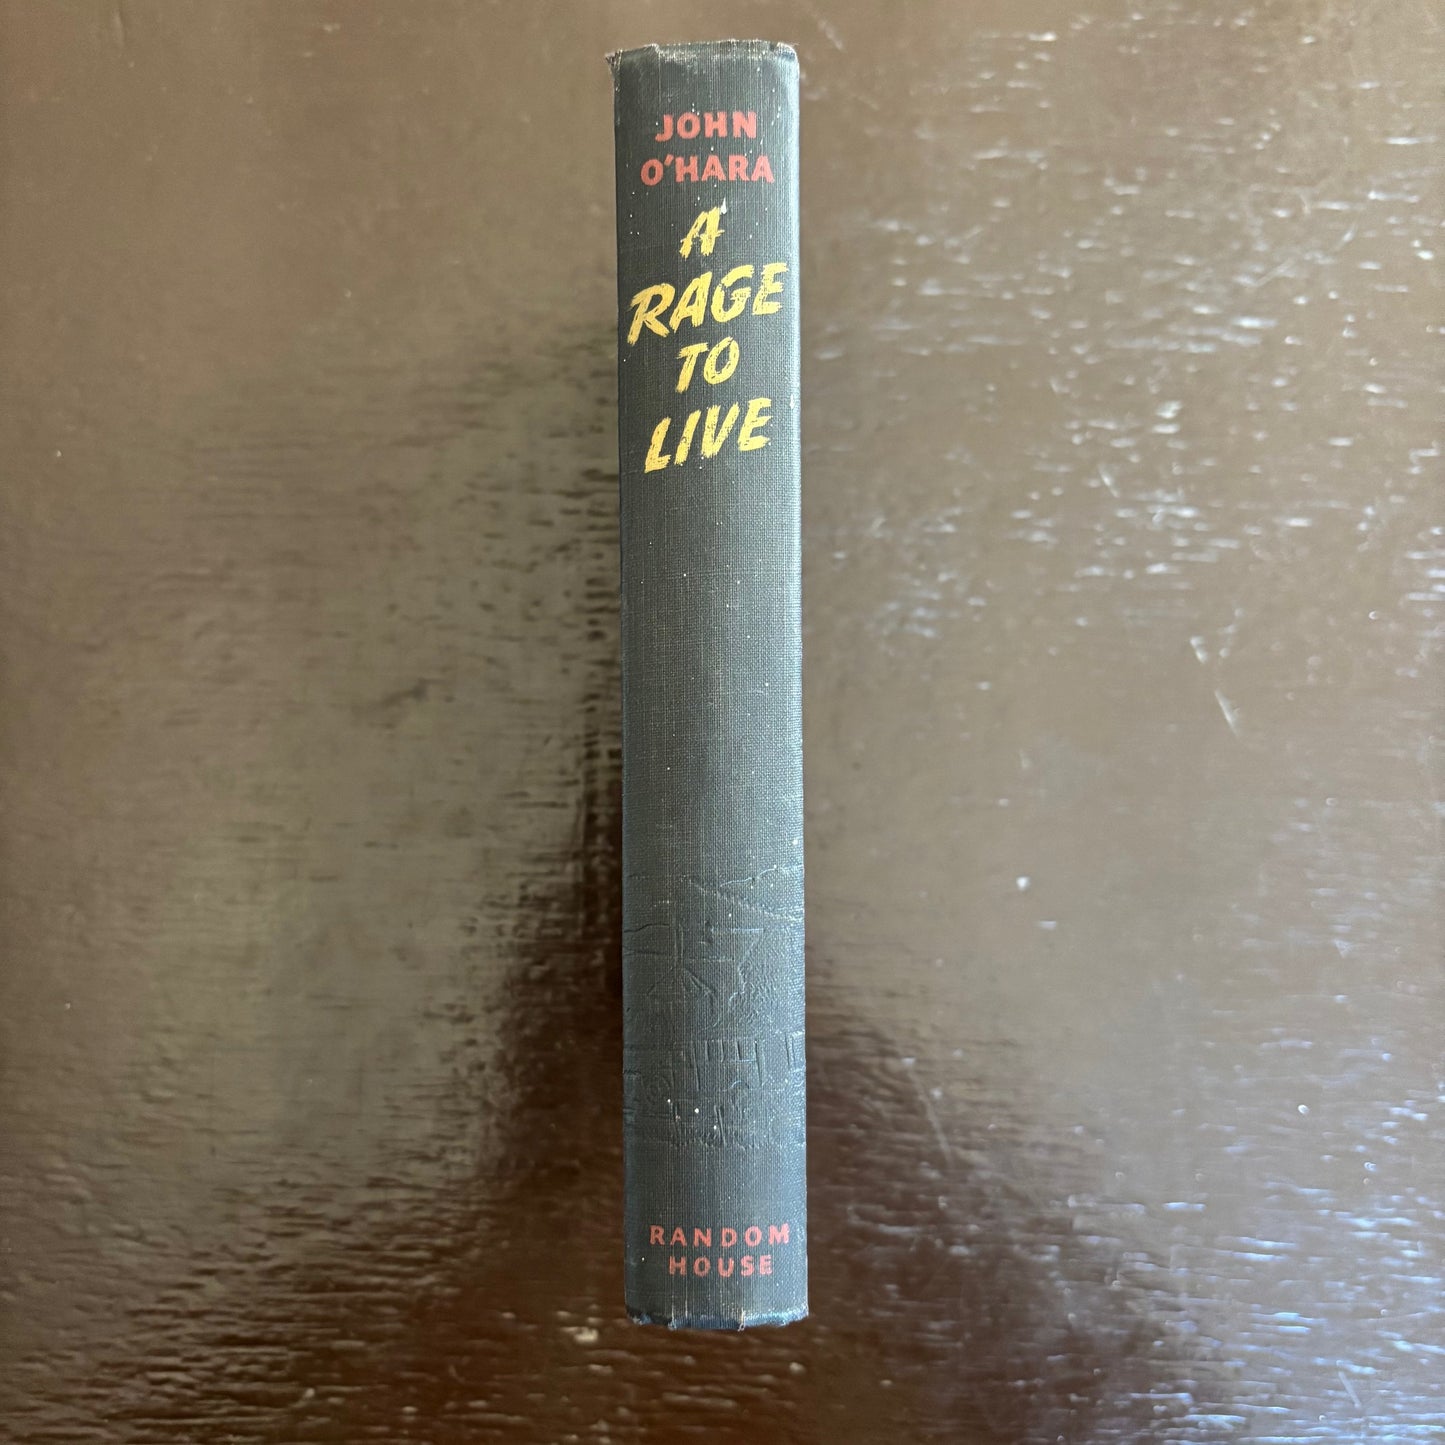 JOHN
O'HARA
A
RAGE
TO
LIVE
RANDOM
HOUSE